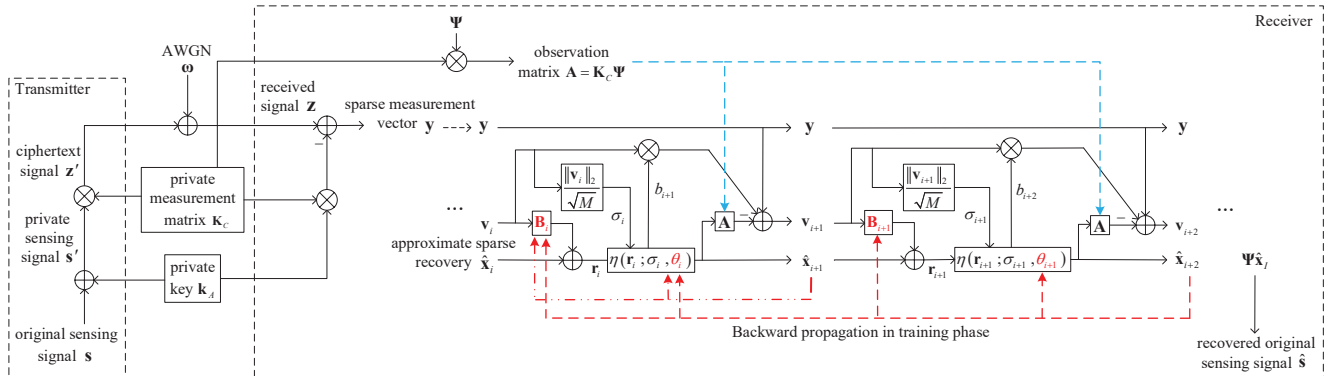 Receiver
Ψ
AWGN
ω
observation
matrix A = K_C Ψ
Transmitter
received
signal z
sparse measurement
vector y
y
y
y
y
−
ciphertext
signal z′
private
measurement
matrix K_C
‖v_i‖₂
√M
b_{i+1}
‖v_{i+1}‖₂
√M
b_{i+2}
private
sensing
signal s′
...
v_i
B_i
σ_i
A
−
v_{i+1}
B_{i+1}
σ_{i+1}
A
−
v_{i+2}
...
approximate sparse
recovery x̂_i
r_i
η(r_i; σ_i, θ_i)
x̂_{i+1}
r_{i+1}
η(r_{i+1}; σ_{i+1}, θ_{i+1})
x̂_{i+2}
Ψx̂_I
private
key k_A
Backward propagation in training phase
original sensing
signal s
recovered original
sensing signal ŝ